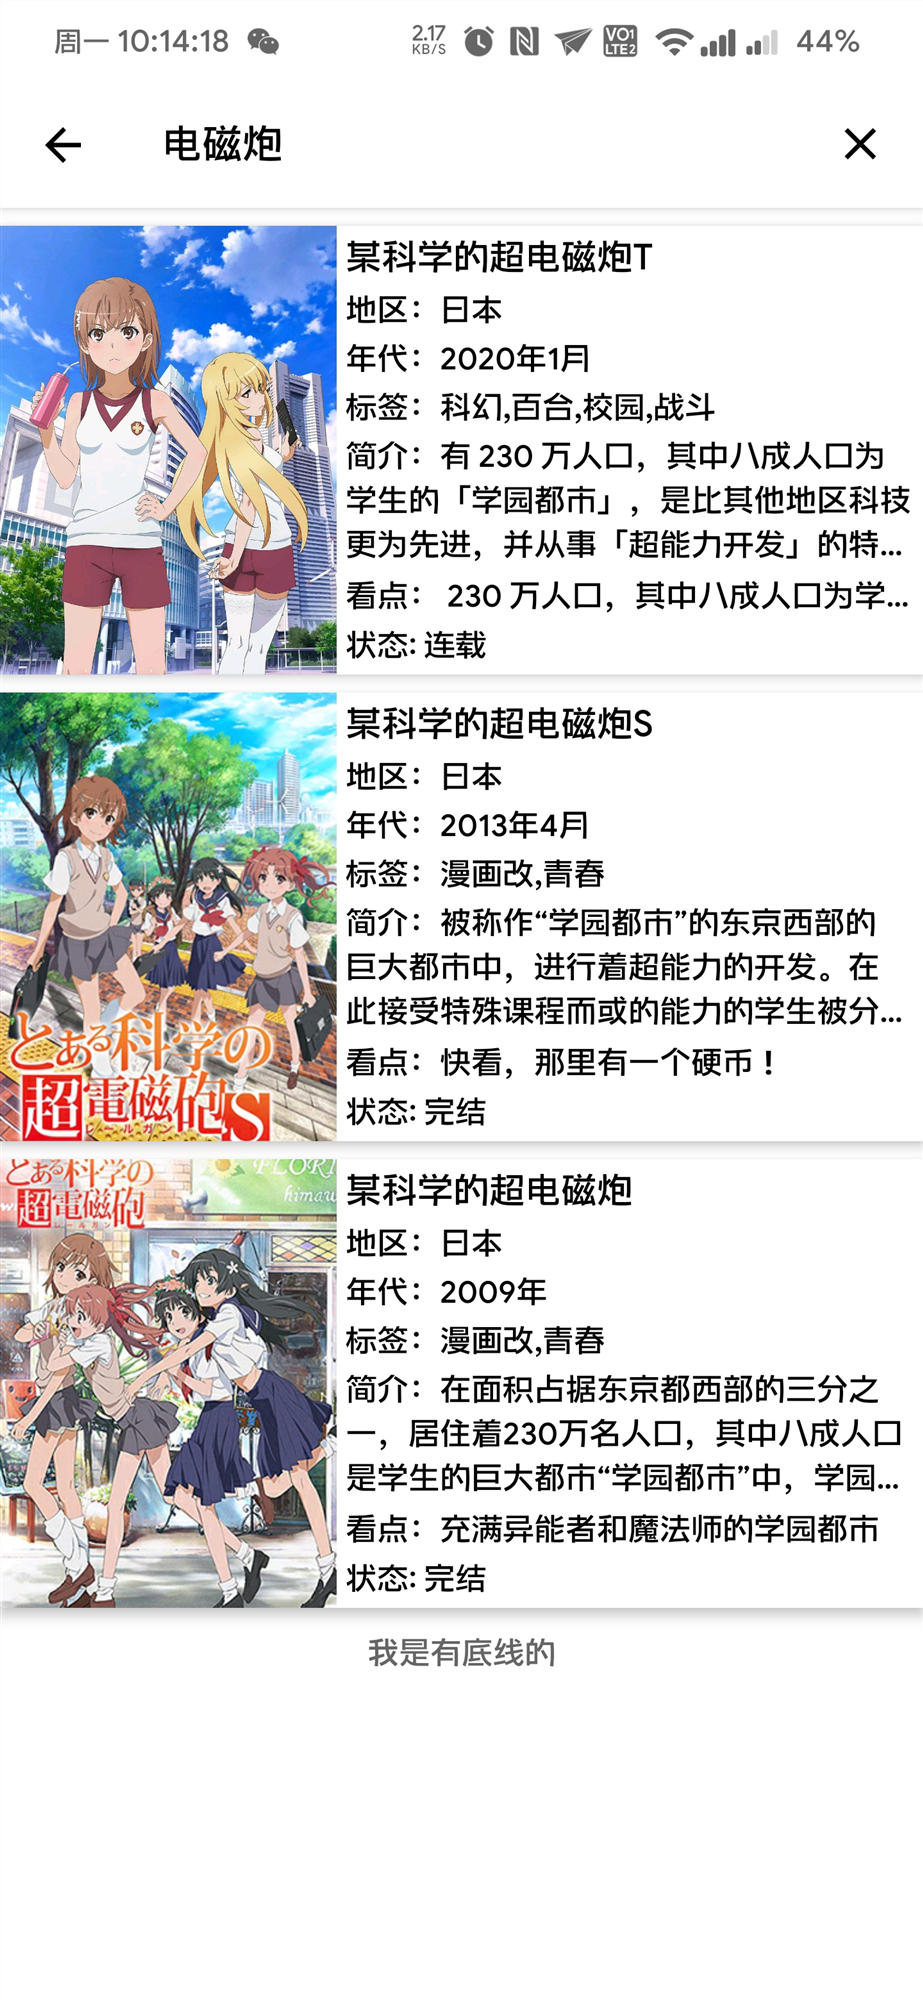 周一 10:14:18
2.17
KB/S
VO1
LTE2
44%
电磁炮
某科学的超电磁炮T
地区：日本
年代：2020年1月
标签：科幻,百合,校园,战斗
简介：有 230 万人口，其中八成人口为
学生的「学园都市」，是比其他地区科技
更为先进，并从事「超能力开发」的特...
看点： 230 万人口，其中八成人口为学...
状态: 连载
某科学的超电磁炮S
地区：日本
年代：2013年4月
标签：漫画改,青春
简介：被称作“学园都市”的东京西部的
巨大都市中，进行着超能力的开发。在
此接受特殊课程而或的能力的学生被分...
看点：快看，那里有一个硬币！
状态: 完结
とある科学の
超電磁砲S
レールガン
某科学的超电磁炮
地区：日本
年代：2009年
标签：漫画改,青春
简介：在面积占据东京都西部的三分之
一，居住着230万名人口，其中八成人口
是学生的巨大都市“学园都市”中，学园...
看点：充满异能者和魔法师的学园都市
状态: 完结
とある科学の
超電磁砲
レールガン
FLORI
himaw
我是有底线的